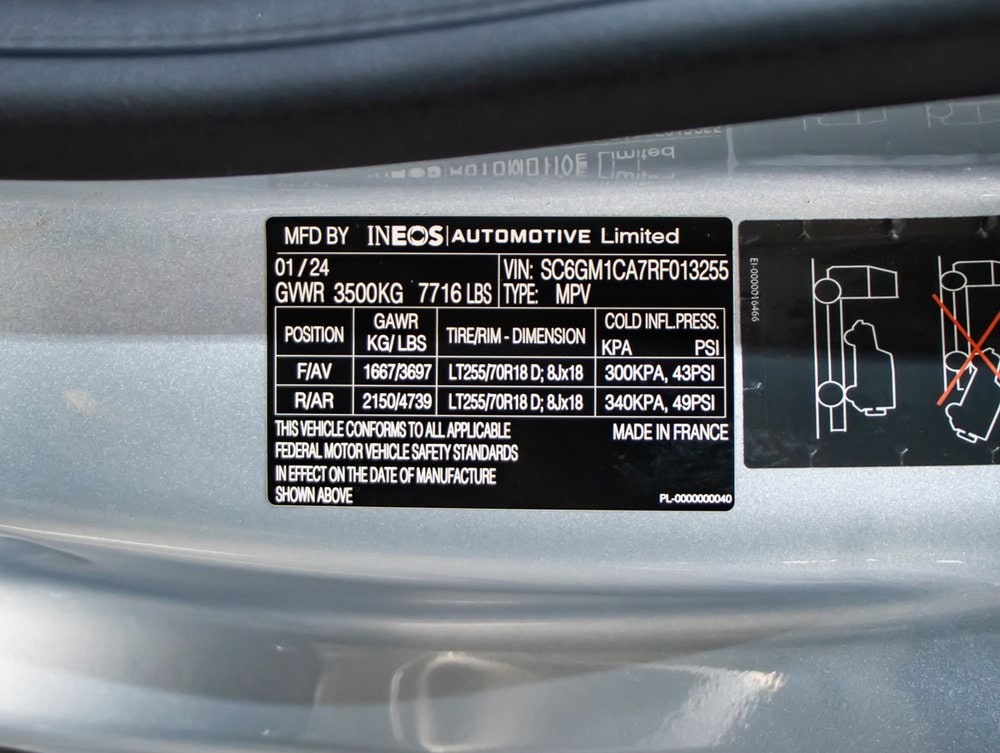 MFD BY INEOS|AUTOMOTIVE Limited
01/24
VIN: SC6GM1CA7RF013255
GVWR 3500KG 7716 LBS
TYPE: MPV
POSITION GAWR KG/LBS TIRE/RIM - DIMENSION COLD INFL.PRESS. KPA PSI
F/AV 1667/3697 LT255/70R18 D; 8Jx18 300KPA, 43PSI
R/AR 2150/4739 LT255/70R18 D; 8Jx18 340KPA, 49PSI
THIS VEHICLE CONFORMS TO ALL APPLICABLE
FEDERAL MOTOR VEHICLE SAFETY STANDARDS
IN EFFECT ON THE DATE OF MANUFACTURE
SHOWN ABOVE
MADE IN FRANCE
PL-0000000040
EI-0000016466